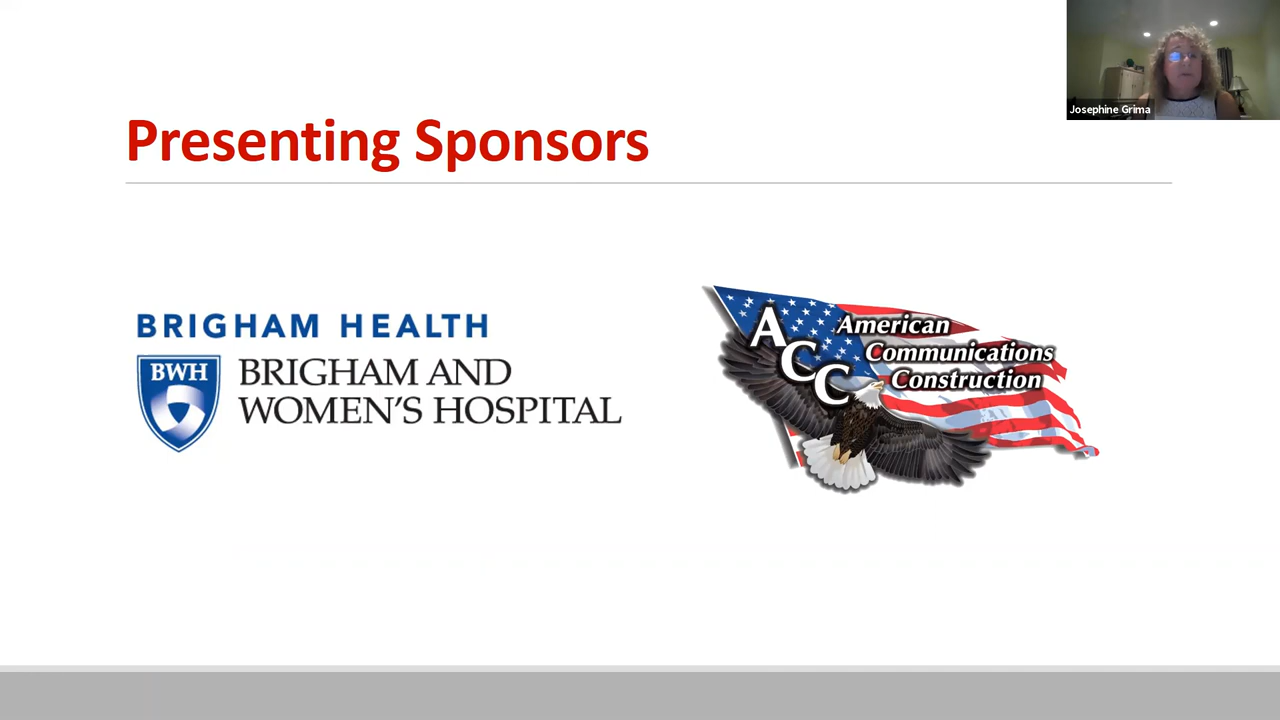 Josephine Grima
Presenting Sponsors
BRIGHAM HEALTH
BWH
BRIGHAM AND
WOMEN'S HOSPITAL
ACC
American
Communications
Construction